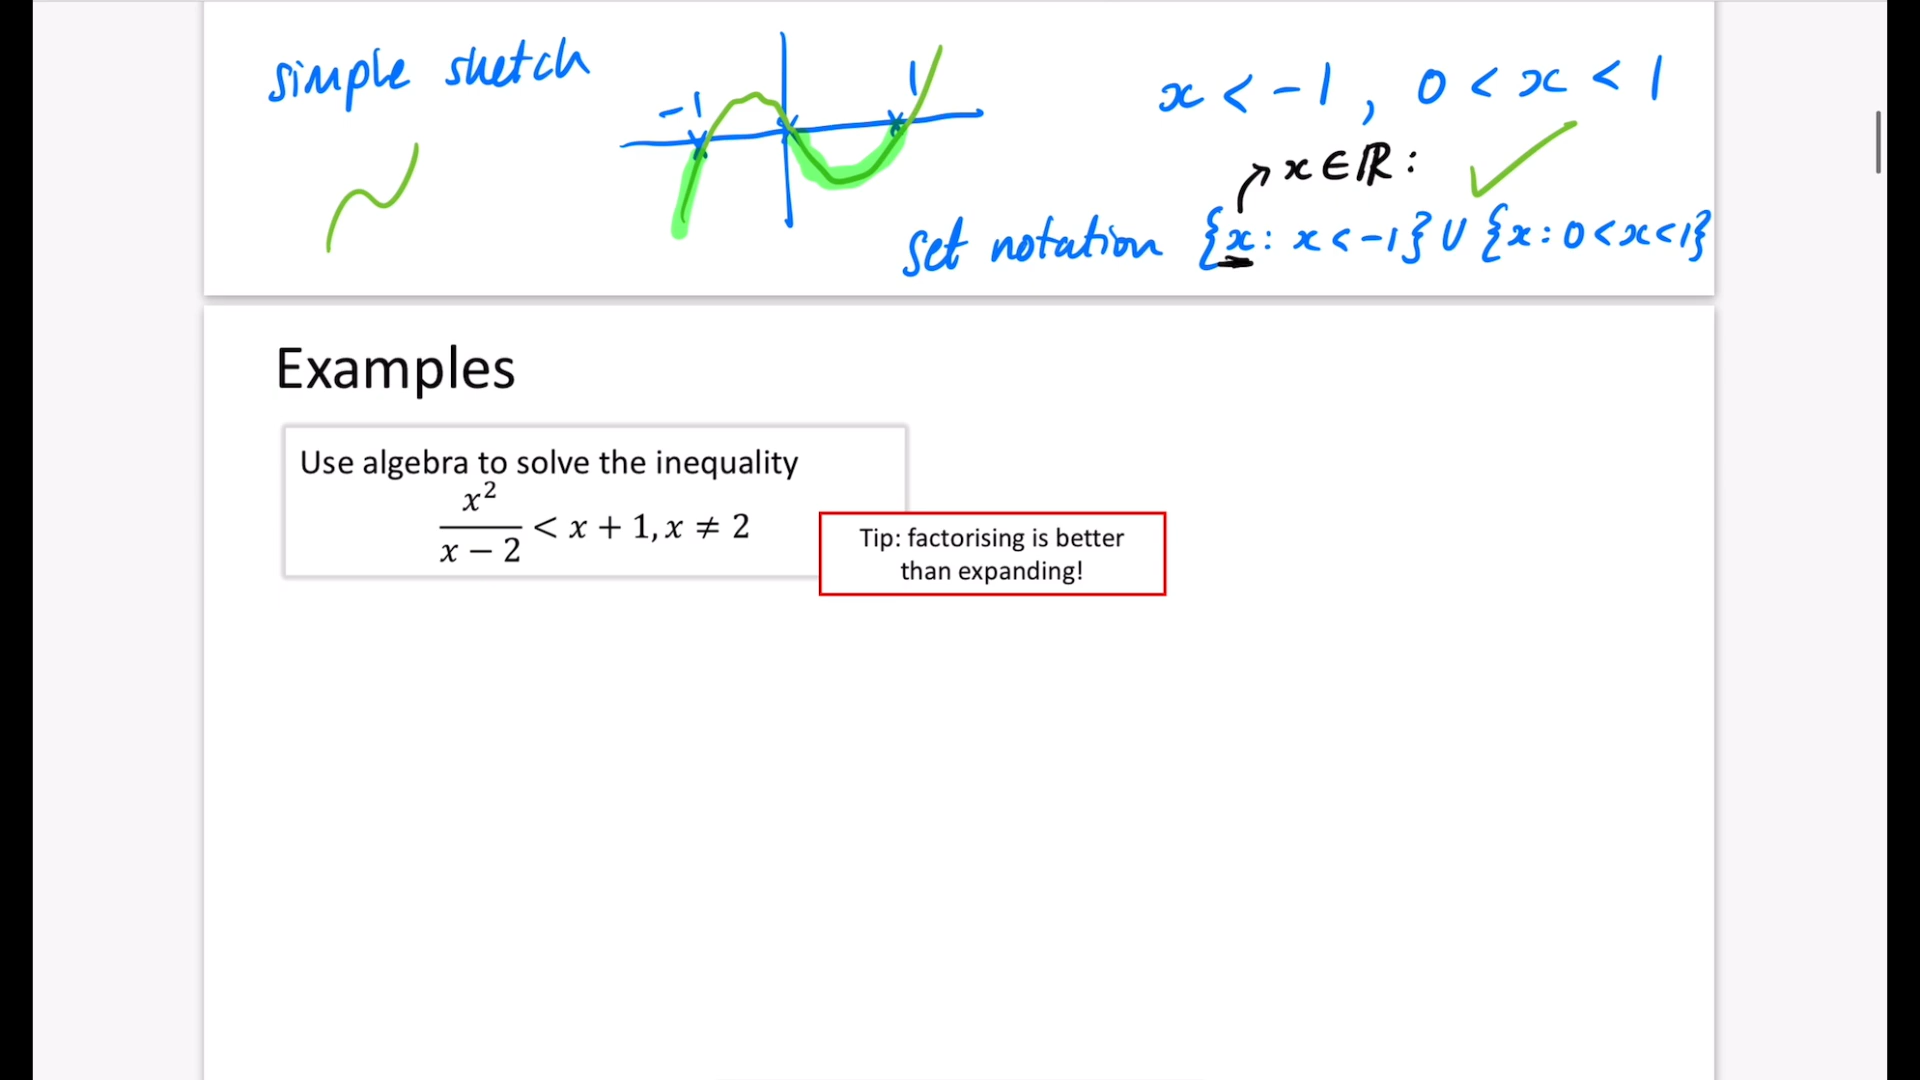 simple sketch
-1
1
x < -1 , 0 < x < 1
x ∈ ℝ :
set notation {x : x < -1} ∪ {x : 0 < x < 1}
Examples
Use algebra to solve the inequality
x²/(x − 2) < x + 1, x ≠ 2
Tip: factorising is better
than expanding!